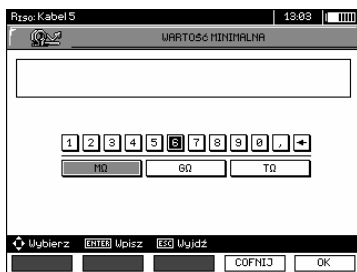 RISO: Kabel 5 13:03
WARTOŚĆ MINIMALNA
1 2 3 4 5 6 7 8 9 0 , ←
MΩ GΩ TΩ
Wybierz ENTER Wpisz ESC Wyjdź
COFNIJ OK